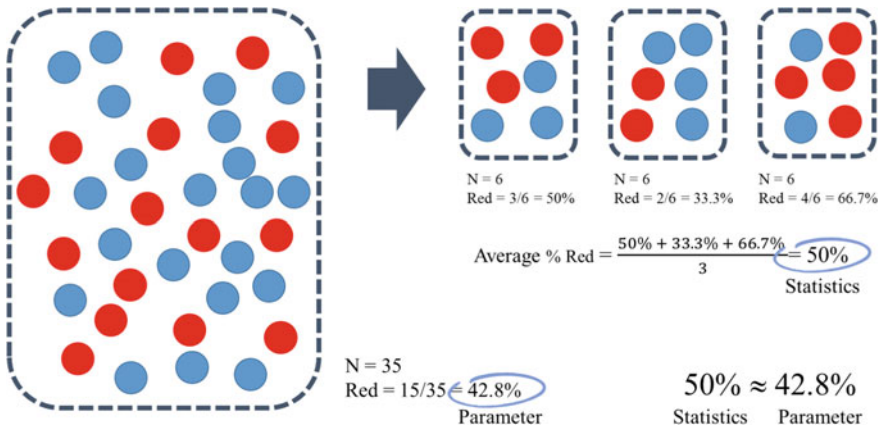 N = 6
Red = 3/6 = 50%
N = 6
Red = 2/6 = 33.3%
N = 6
Red = 4/6 = 66.7%
Average % Red = (50% + 33.3% + 66.7%)/3 = 50%
Statistics
N = 35
Red = 15/35 = 42.8%
Parameter
50% ≈ 42.8%
Statistics Parameter